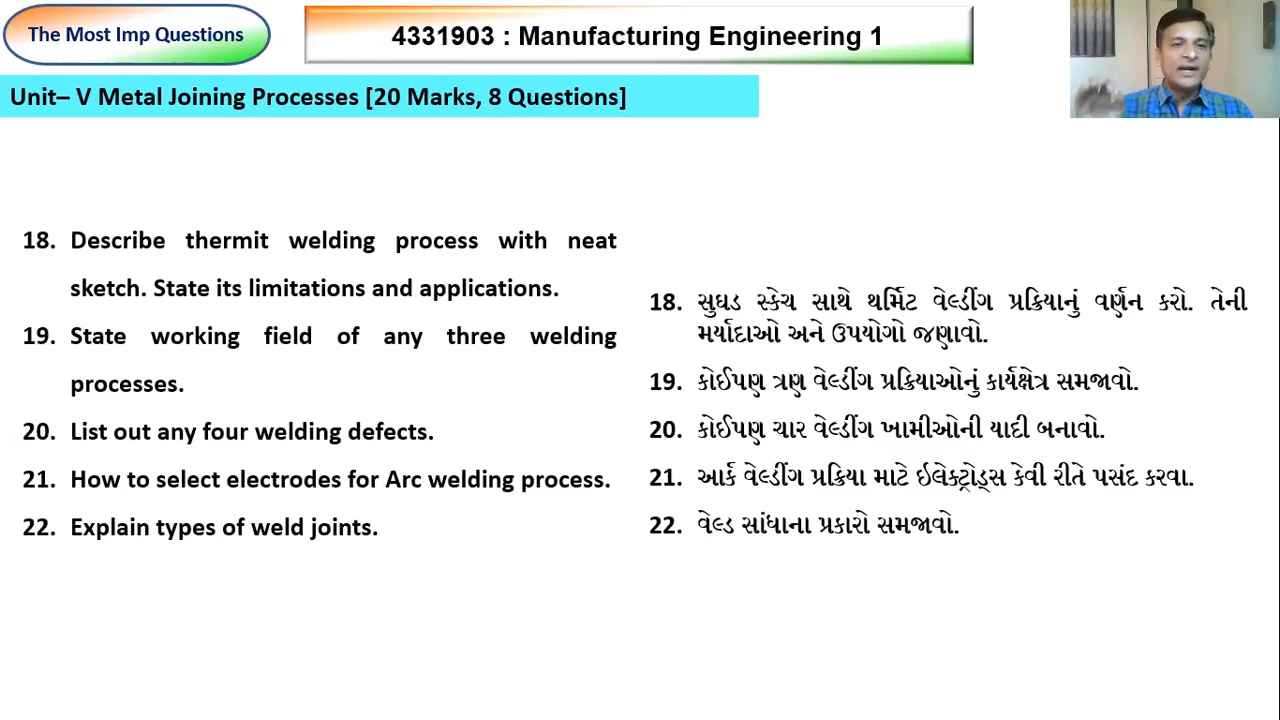 The Most Imp Questions
4331903 : Manufacturing Engineering 1
Unit– V Metal Joining Processes [20 Marks, 8 Questions]
18. Describe thermit welding process with neat
sketch. State its limitations and applications.
19. State working field of any three welding
processes.
20. List out any four welding defects.
21. How to select electrodes for Arc welding process.
22. Explain types of weld joints.
18. સુઘડ સ્કેચ સાથે થર્મિટ વેલ્ડીંગ પ્રક્રિયાનું વર્ણન કરો. તેની
મર્યાદાઓ અને ઉપયોગો જણાવો.
19. કોઈપણ ત્રણ વેલ્ડીંગ પ્રક્રિયાઓનું કાર્યક્ષેત્ર સમજાવો.
20. કોઈપણ ચાર વેલ્ડીંગ ખામીઓની યાદી બનાવો.
21. આર્ક વેલ્ડીંગ પ્રક્રિયા માટે ઇલેક્ટ્રોડ્સ કેવી રીતે પસંદ કરવા.
22. વેલ્ડ સાંધાના પ્રકારો સમજાવો.